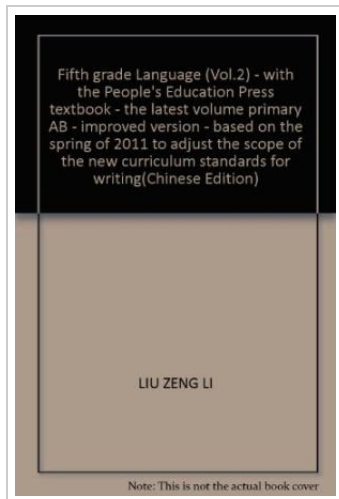 Fifth grade Language (Vol.2) - with
the People's Education Press
textbook - the latest volume primary
AB - improved version - based on the
spring of 2011 to adjust the scope of
the new curriculum standards for
writing(Chinese Edition)
LIU ZENG LI
Note: This is not the actual book cover